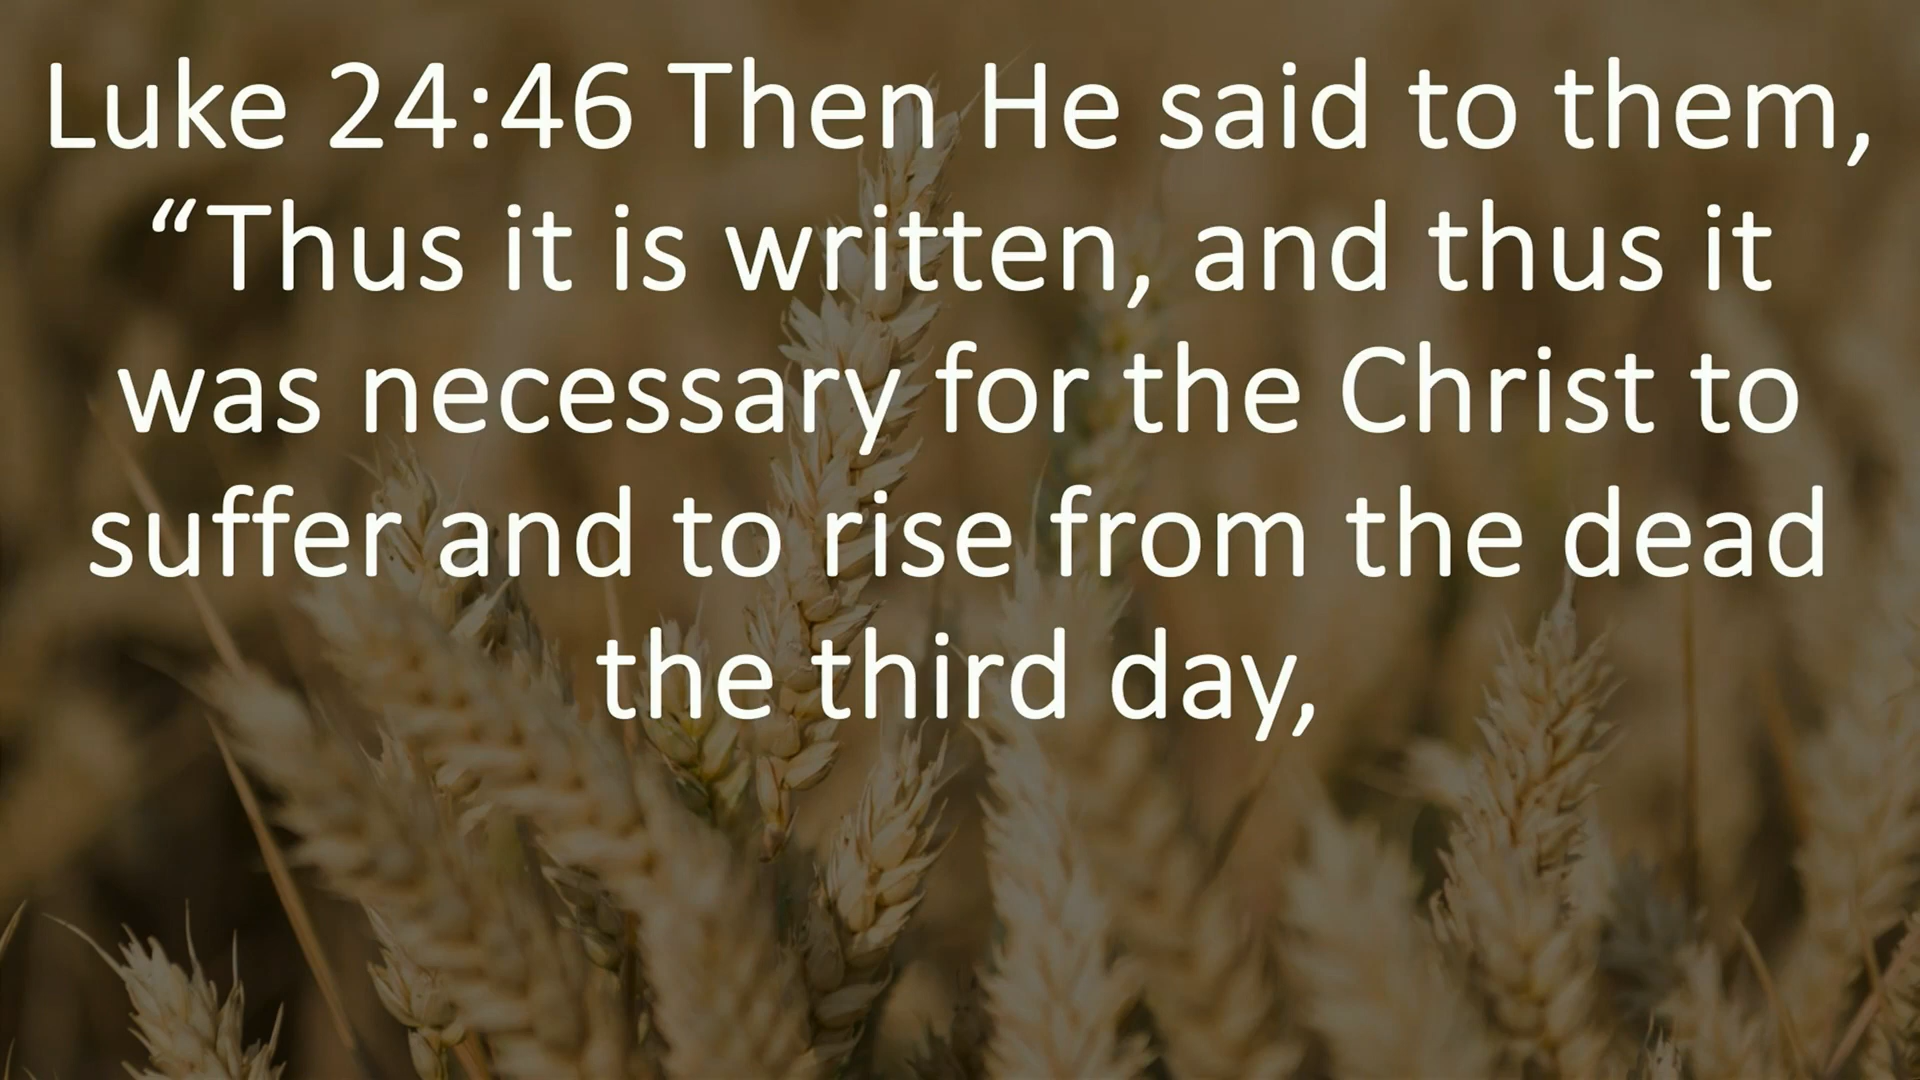 Luke 24:46 Then He said to them,
“Thus it is written, and thus it
was necessary for the Christ to
suffer and to rise from the dead
the third day,